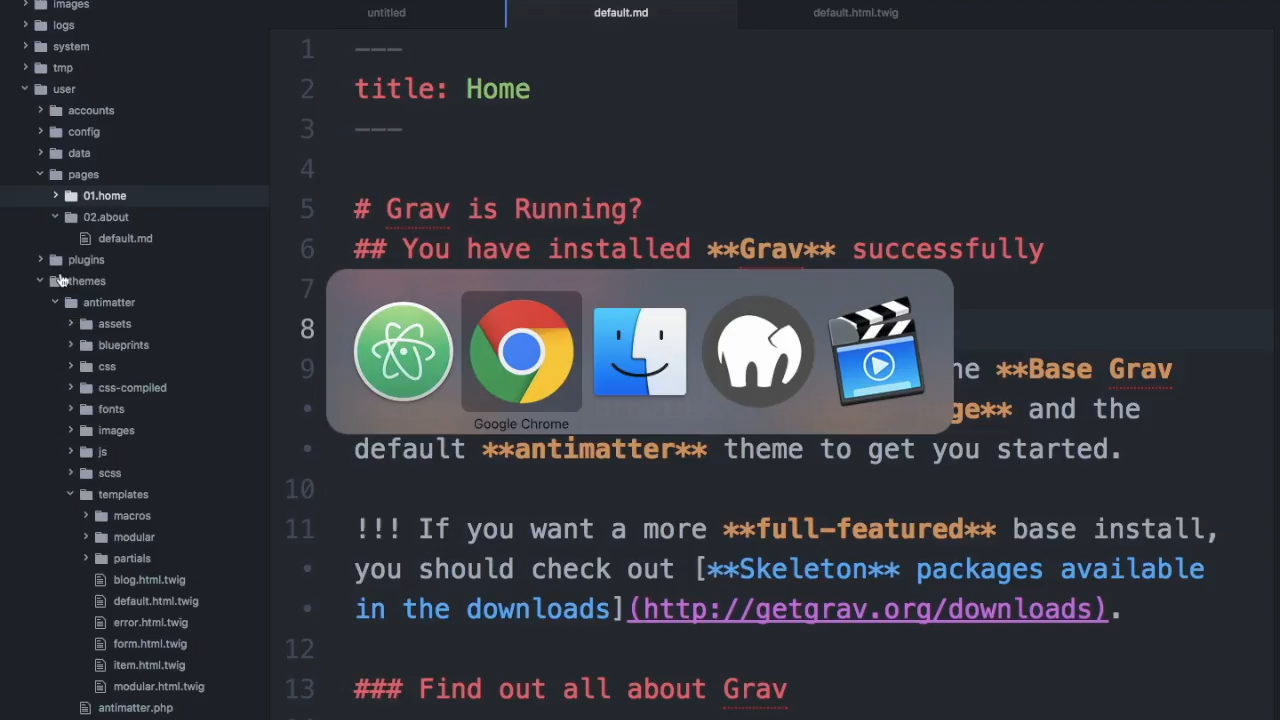 images
logs
system
tmp
user
accounts
config
data
pages
01.home
02.about
default.md
plugins
themes
antimatter
assets
blueprints
css
css-compiled
fonts
images
js
scss
templates
macros
modular
partials
blog.html.twig
default.html.twig
error.html.twig
form.html.twig
item.html.twig
modular.html.twig
antimatter.php
untitled
default.md
default.html.twig
1 ---
2 title: Home
3 ---
4
5 # Grav is Running?
6 ## You have installed **Grav** successfully
7
8
9 **Base Grav
** and the
default **antimatter** theme to get you started.
10
11 !!! If you want a more **full-featured** base install,
you should check out [**Skeleton** packages available
in the downloads](http://getgrav.org/downloads).
12
13 ### Find out all about Grav
Google Chrome